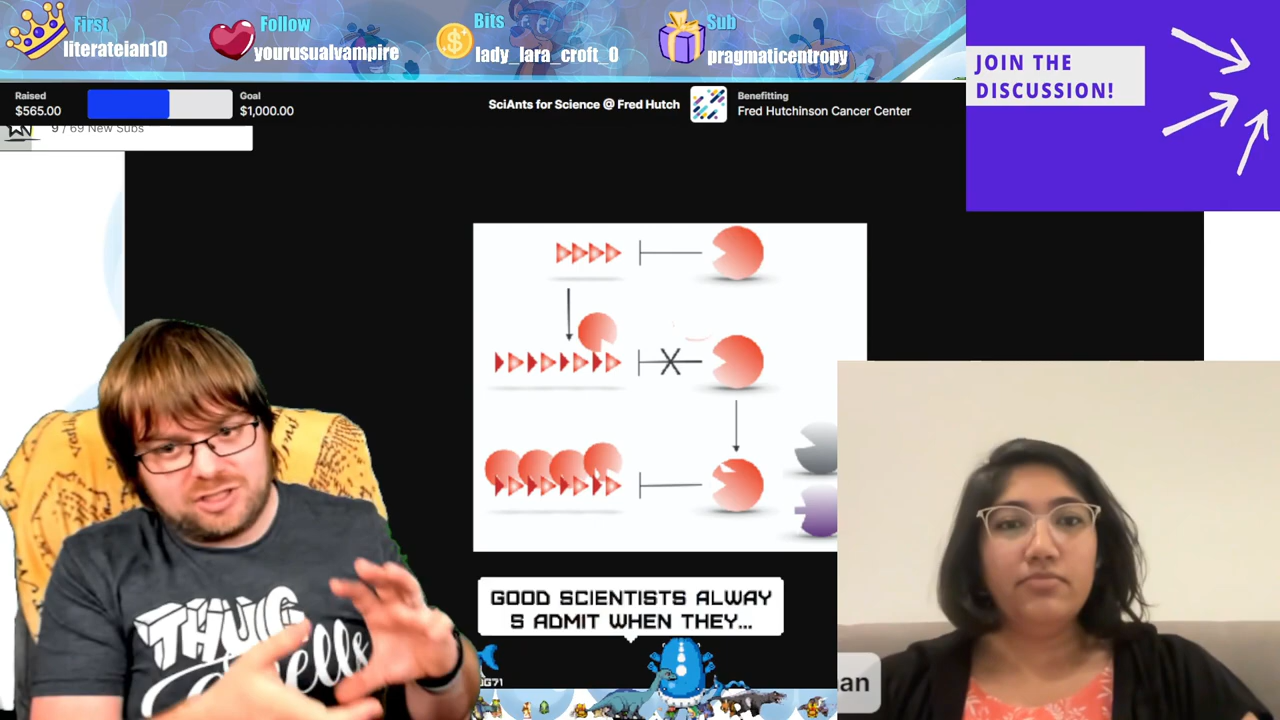 First
literateian10
Follow
yourusualvampire
Bits
lady_lara_croft_0
Sub
pragmaticentropy
JOIN THE
DISCUSSION!
Raised
$565.00
Goal
$1,000.00
SciAnts for Science @ Fred Hutch
Benefitting
Fred Hutchinson Cancer Center
9 / 69 New Subs
X
GOOD SCIENTISTS ALWAY
S ADMIT WHEN THEY...
THUG
an